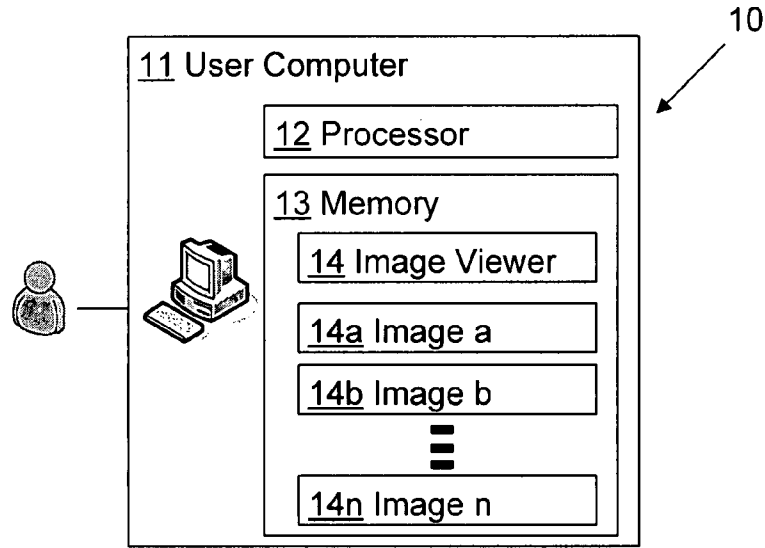 10
11 User Computer
12 Processor
13 Memory
14 Image Viewer
14a Image a
14b Image b
14n Image n